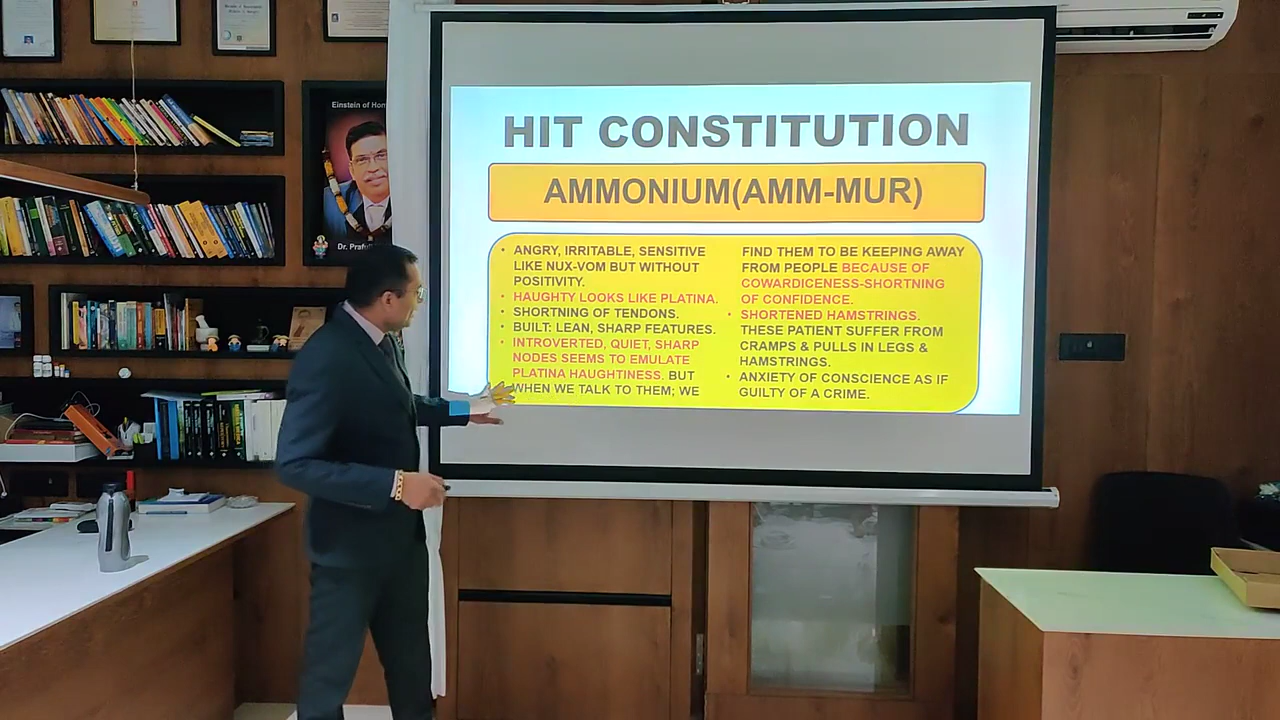 Einstein of Hom
Dr. Praful
HIT CONSTITUTION
AMMONIUM(AMM-MUR)
• ANGRY, IRRITABLE, SENSITIVE
LIKE NUX-VOM BUT WITHOUT
POSITIVITY.
• HAUGHTY LOOKS LIKE PLATINA.
• SHORTNING OF TENDONS.
• BUILT: LEAN, SHARP FEATURES.
• INTROVERTED, QUIET, SHARP
NODES SEEMS TO EMULATE
PLATINA HAUGHTINESS. BUT
WHEN WE TALK TO THEM; WE
FIND THEM TO BE KEEPING AWAY
FROM PEOPLE BECAUSE OF
COWARDICENESS-SHORTNING
OF CONFIDENCE.
• SHORTENED HAMSTRINGS.
THESE PATIENT SUFFER FROM
CRAMPS & PULLS IN LEGS &
HAMSTRINGS.
• ANXIETY OF CONSCIENCE AS IF
GUILTY OF A CRIME.